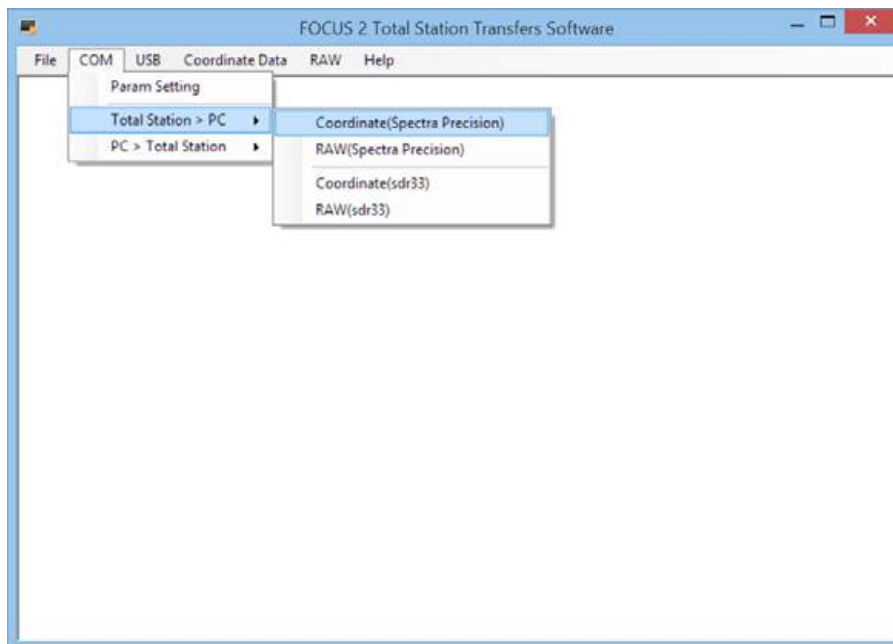 FOCUS 2 Total Station Transfers Software
File COM USB Coordinate Data RAW Help
Param Setting
Total Station > PC
PC > Total Station
Coordinate(Spectra Precision)
RAW(Spectra Precision)
Coordinate(sdr33)
RAW(sdr33)